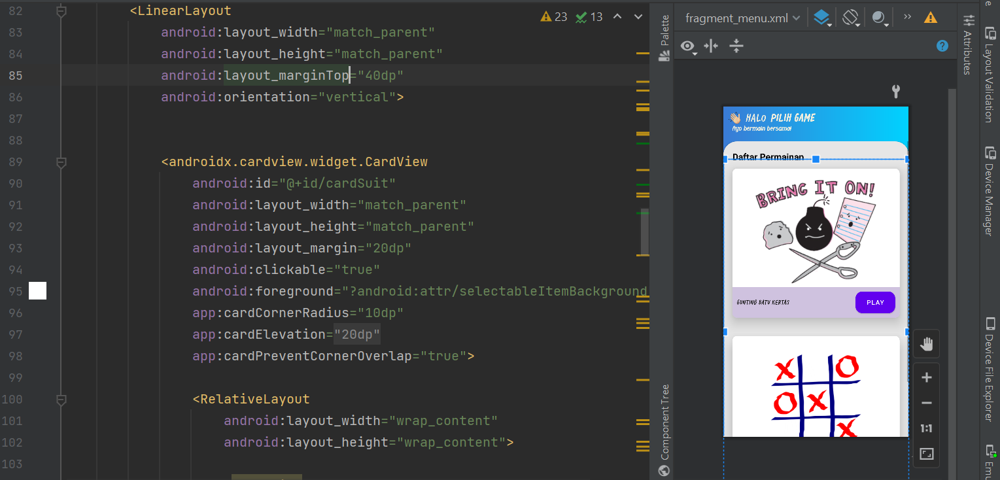 82 <LinearLayout
83 android:layout_width="match_parent"
84 android:layout_height="match_parent"
85 android:layout_marginTop="40dp"
86 android:orientation="vertical">
87
88
89 <androidx.cardview.widget.CardView
90 android:id="@+id/cardSuit"
91 android:layout_width="match_parent"
92 android:layout_height="match_parent"
93 android:layout_margin="20dp"
94 android:clickable="true"
95 android:foreground="?android:attr/selectableItemBackground
96 app:cardCornerRadius="10dp"
97 app:cardElevation="20dp"
98 app:cardPreventCornerOverlap="true">
99
100 <RelativeLayout
101 android:layout_width="wrap_content"
102 android:layout_height="wrap_content">
103
23 13
Palette
Component Tree
fragment_menu.xml
?
HALO PILIH GAME
Ayo bermain bersama!
Daftar Permainan
BRING IT ON!
GUNTING BATU KERTAS
PLAY
X O
O X
X
1:1
Attributes
Layout Validation
Device Manager
Device File Explorer